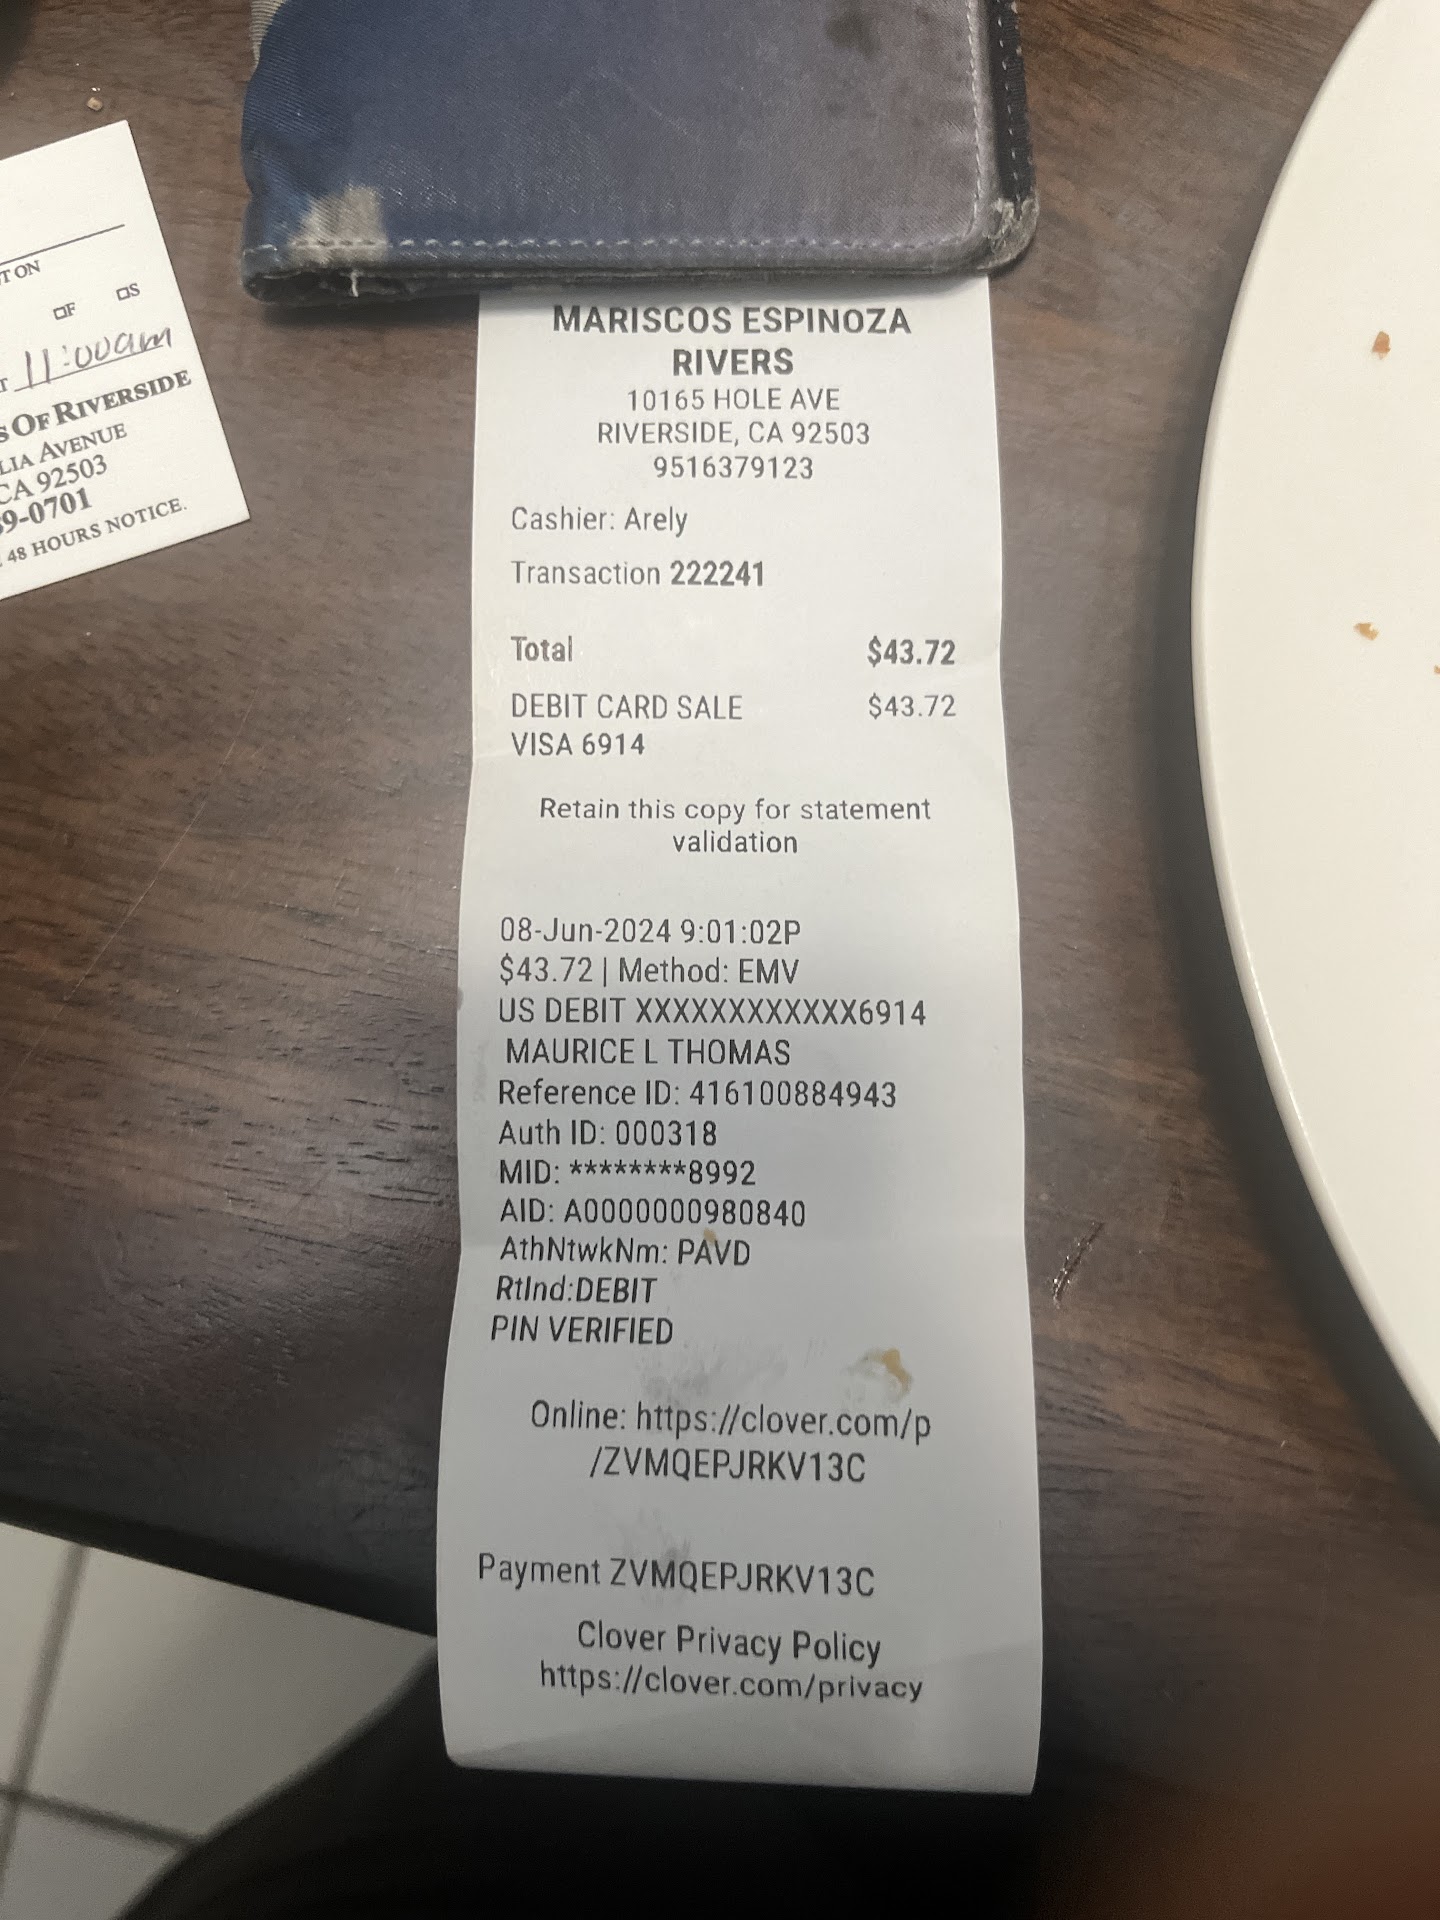 T ON
F S
11:00am
OF RIVERSIDE
LIA AVENUE
CA 92503
9-0701
48 HOURS NOTICE.
MARISCOS ESPINOZA
RIVERS
10165 HOLE AVE
RIVERSIDE, CA 92503
9516379123
Cashier: Arely
Transaction 222241
Total $43.72
DEBIT CARD SALE $43.72
VISA 6914
Retain this copy for statement
validation
08-Jun-2024 9:01:02P
$43.72 | Method: EMV
US DEBIT XXXXXXXXXXXX6914
MAURICE L THOMAS
Reference ID: 416100884943
Auth ID: 000318
MID: ********8992
AID: A0000000980840
AthNtwkNm: PAVD
RtInd:DEBIT
PIN VERIFIED
Online: https://clover.com/p
/ZVMQEPJRKV13C
Payment ZVMQEPJRKV13C
Clover Privacy Policy
https://clover.com/privacy